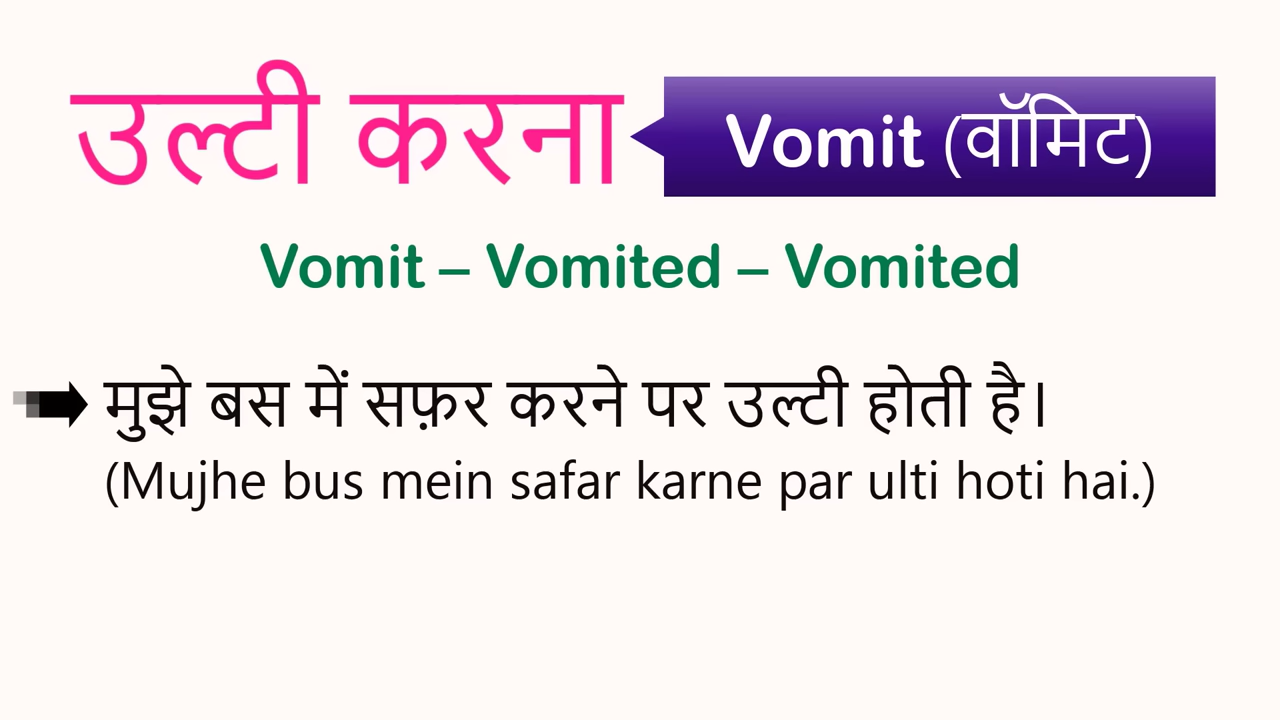 उल्टी करना Vomit (वॉमिट)
Vomit – Vomited – Vomited
मुझे बस में सफ़र करने पर उल्टी होती है।
(Mujhe bus mein safar karne par ulti hoti hai.)